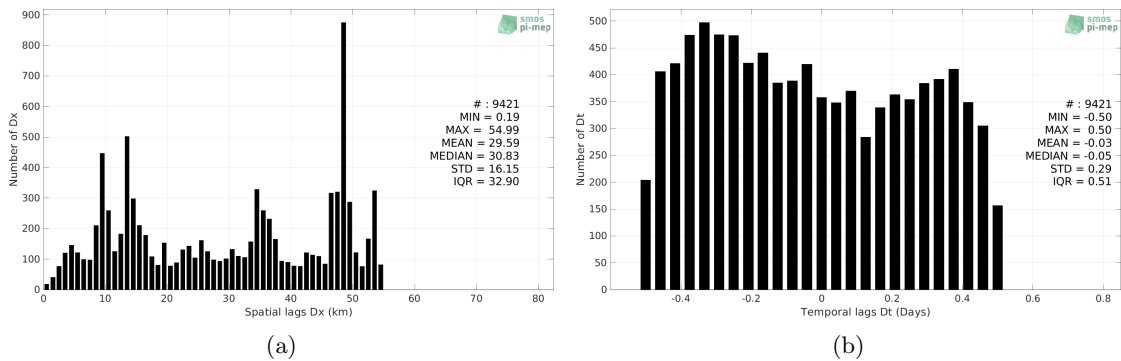 900
800
700
600
500
400
300
200
100
0
Number of Dx
0 10 20 30 40 50 60 70 80
Spatial lags Dx (km)
smos
pi-mep
# : 9421
MIN = 0.19
MAX = 54.99
MEAN = 29.59
MEDIAN = 30.83
STD = 16.15
IQR = 32.90
(a)
500
450
400
350
300
250
200
150
100
50
0
Number of Dt
-0.4 -0.2 0 0.2 0.4 0.6 0.8
Temporal lags Dt (Days)
smos
pi-mep
# : 9421
MIN = -0.50
MAX = 0.50
MEAN = -0.03
MEDIAN = -0.05
STD = 0.29
IQR = 0.51
(b)